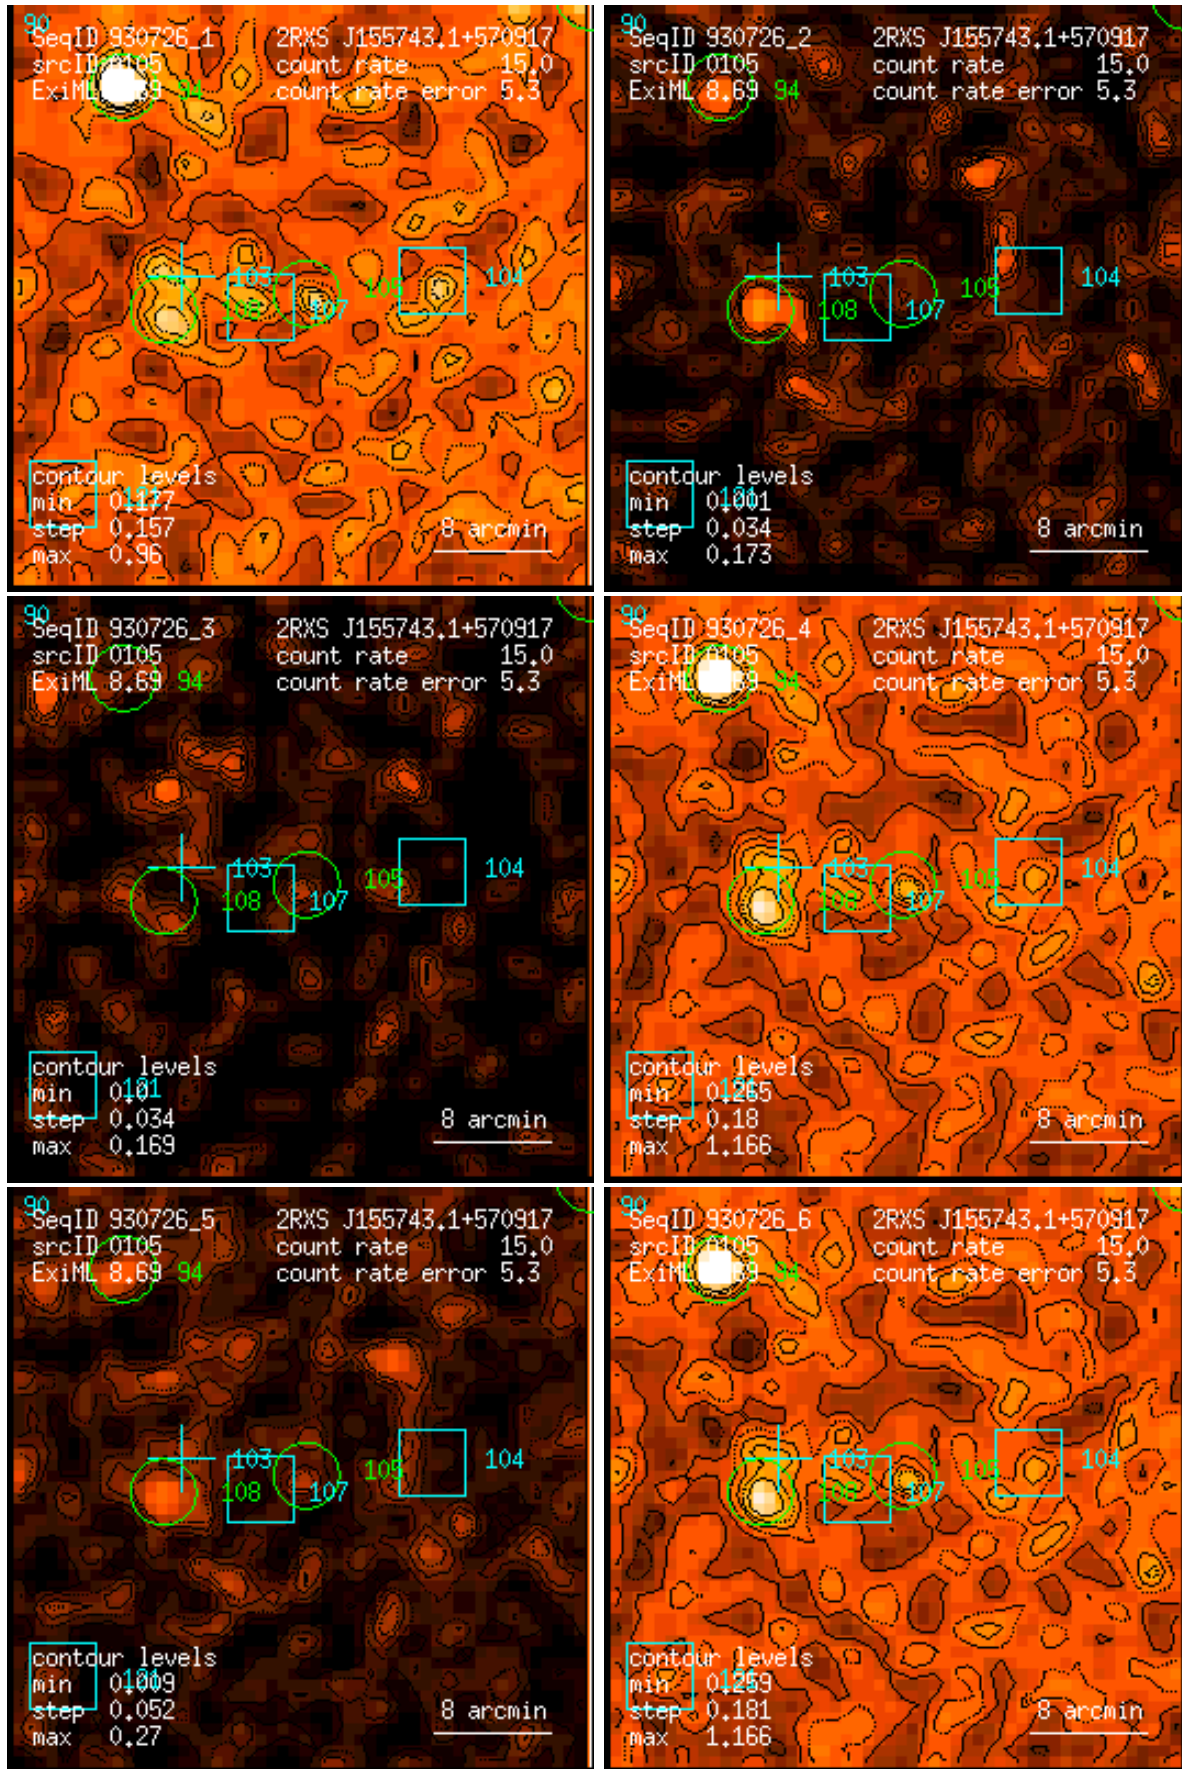 90
SeqID 930726_1 2RXS J155743.1+570917
srcID 0105 count rate 15.0
ExiML 8.69 94 count rate error 5.3
103 105 104
108 107
contour levels
min 0.177
step 0.157 8 arcmin
max 0.96
90
SeqID 930726_2 2RXS J155743.1+570917
srcID 0105 count rate 15.0
ExiML 8.69 94 count rate error 5.3
103 105 104
108 107
contour levels
min 0.001 121
step 0.034 8 arcmin
max 0.173
90
SeqID 930726_3 2RXS J155743.1+570917
srcID 0105 count rate 15.0
ExiML 8.69 94 count rate error 5.3
103 105 104
108 107
contour levels
min 0.0 121
step 0.034 8 arcmin
max 0.169
90
SeqID 930726_4 2RXS J155743.1+570917
srcID 0105 count rate 15.0
ExiML 8.69 94 count rate error 5.3
103 105 104
108 107
contour levels
min 0.265
step 0.18 8 arcmin
max 1.166
90
SeqID 930726_5 2RXS J155743.1+570917
srcID 0105 count rate 15.0
ExiML 8.69 94 count rate error 5.3
103 105 104
108 107
contour levels
min 0.009
step 0.052 8 arcmin
max 0.27
90
SeqID 930726_6 2RXS J155743.1+570917
srcID 0105 count rate 15.0
ExiML 8.69 94 count rate error 5.3
103 105 104
108 107
contour levels
min 0.259
step 0.181 8 arcmin
max 1.166